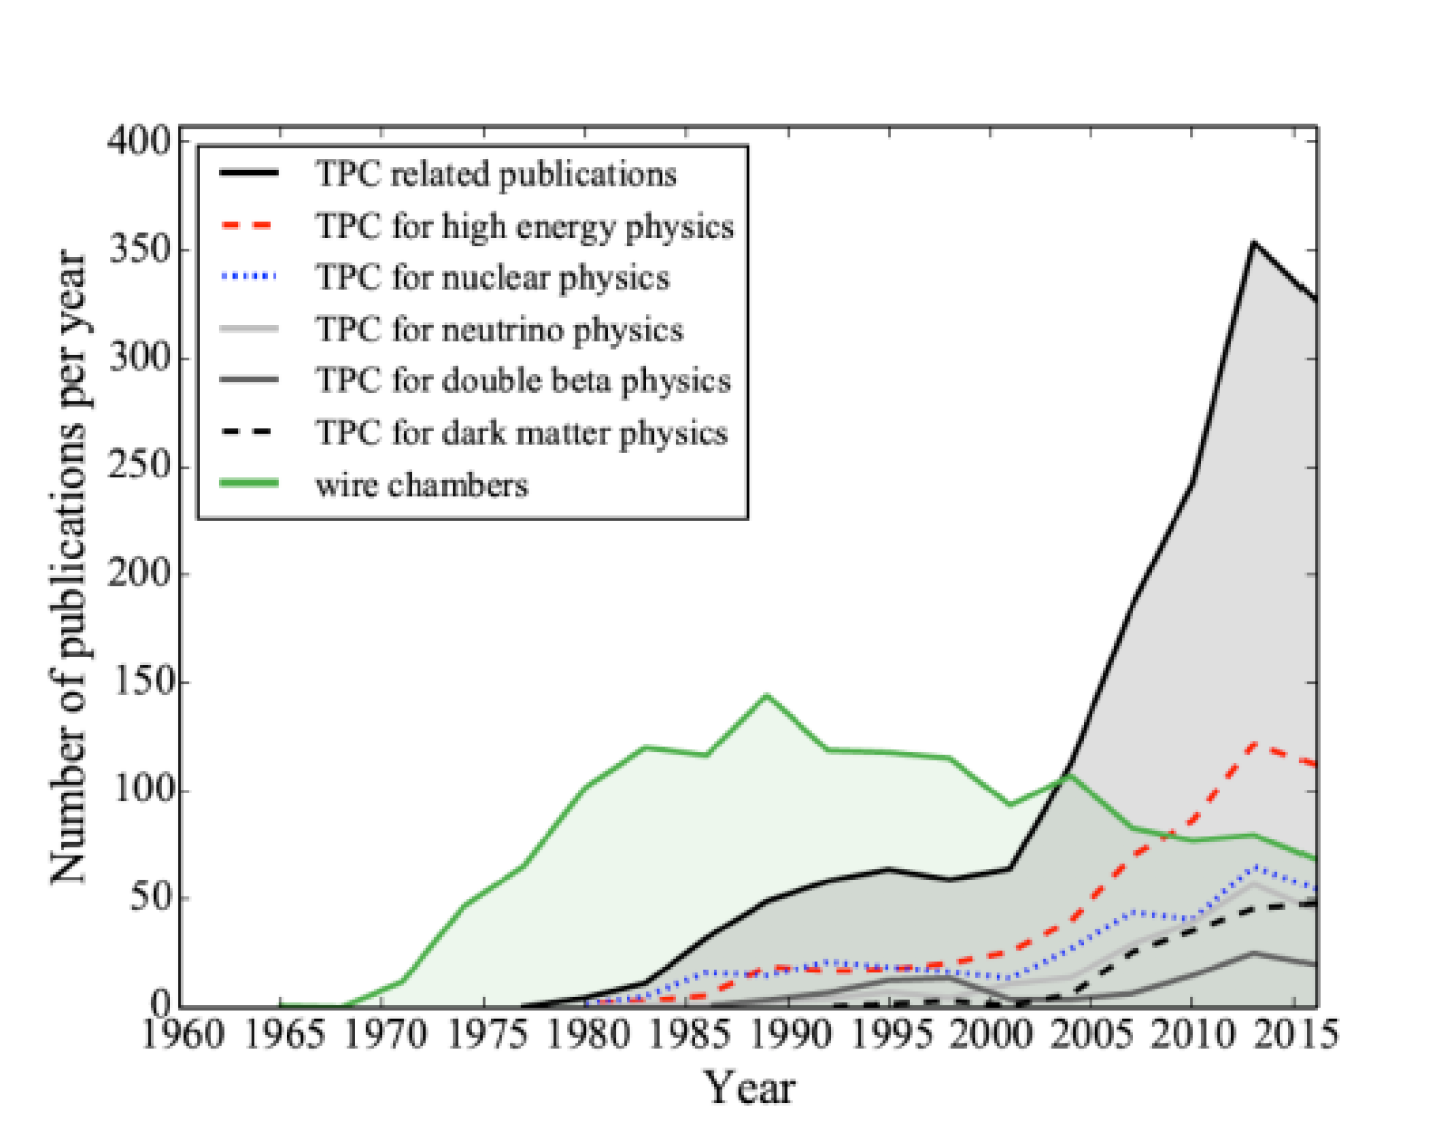 400
350
300
250
200
150
100
50
0
Number of publications per year
TPC related publications
TPC for high energy physics
TPC for nuclear physics
TPC for neutrino physics
TPC for double beta physics
TPC for dark matter physics
wire chambers
1960 1965 1970 1975 1980 1985 1990 1995 2000 2005 2010 2015
Year